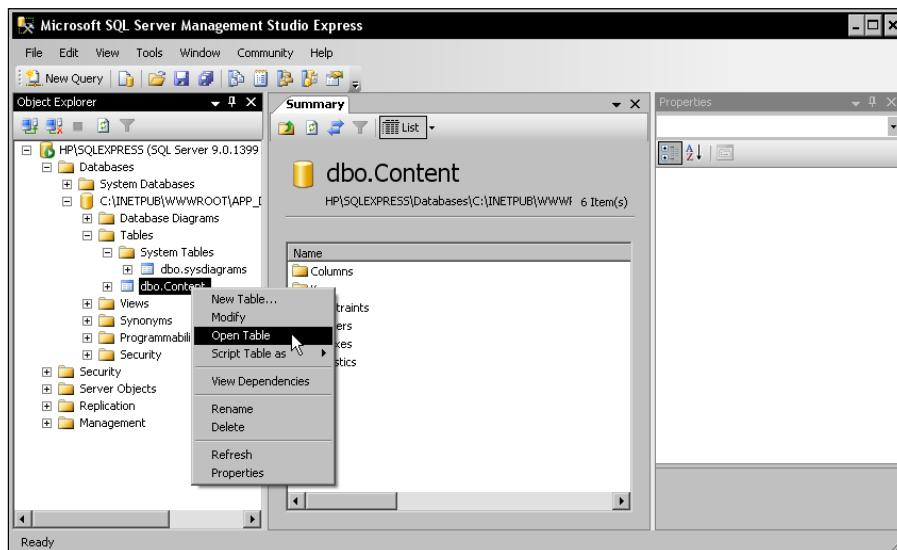 Microsoft SQL Server Management Studio Express
File Edit View Tools Window Community Help
New Query
Object Explorer
HP\SQLEXPRESS (SQL Server 9.0.1399
Databases
System Databases
C:\INETPUB\WWWROOT\APP_D
Database Diagrams
Tables
System Tables
dbo.sysdiagrams
dbo.Content
Views
Synonyms
Programmabili
Security
Security
Server Objects
Replication
Management
New Table...
Modify
Open Table
Script Table as
View Dependencies
Rename
Delete
Refresh
Properties
Summary
List
dbo.Content
HP\SQLEXPRESS\Databases\C:\INETPUB\WWWF 6 Item(s)
Name
Columns
traints
ers
xes
stics
Properties
Ready